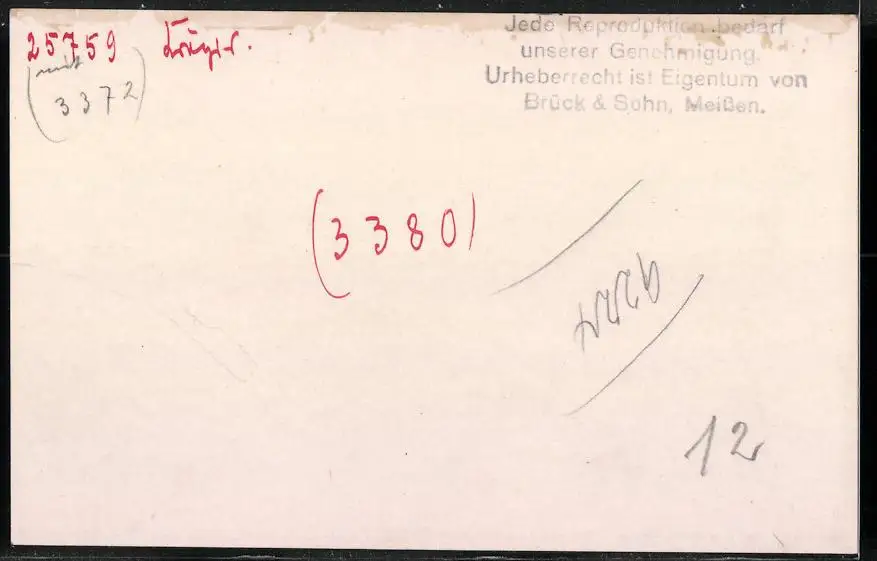 25759
(mit
3372)
Jede Reproduktion bedarf
unserer Genehmigung.
Urheberrecht ist Eigentum von
Brück & Sohn, Meißen.
(3380)
12